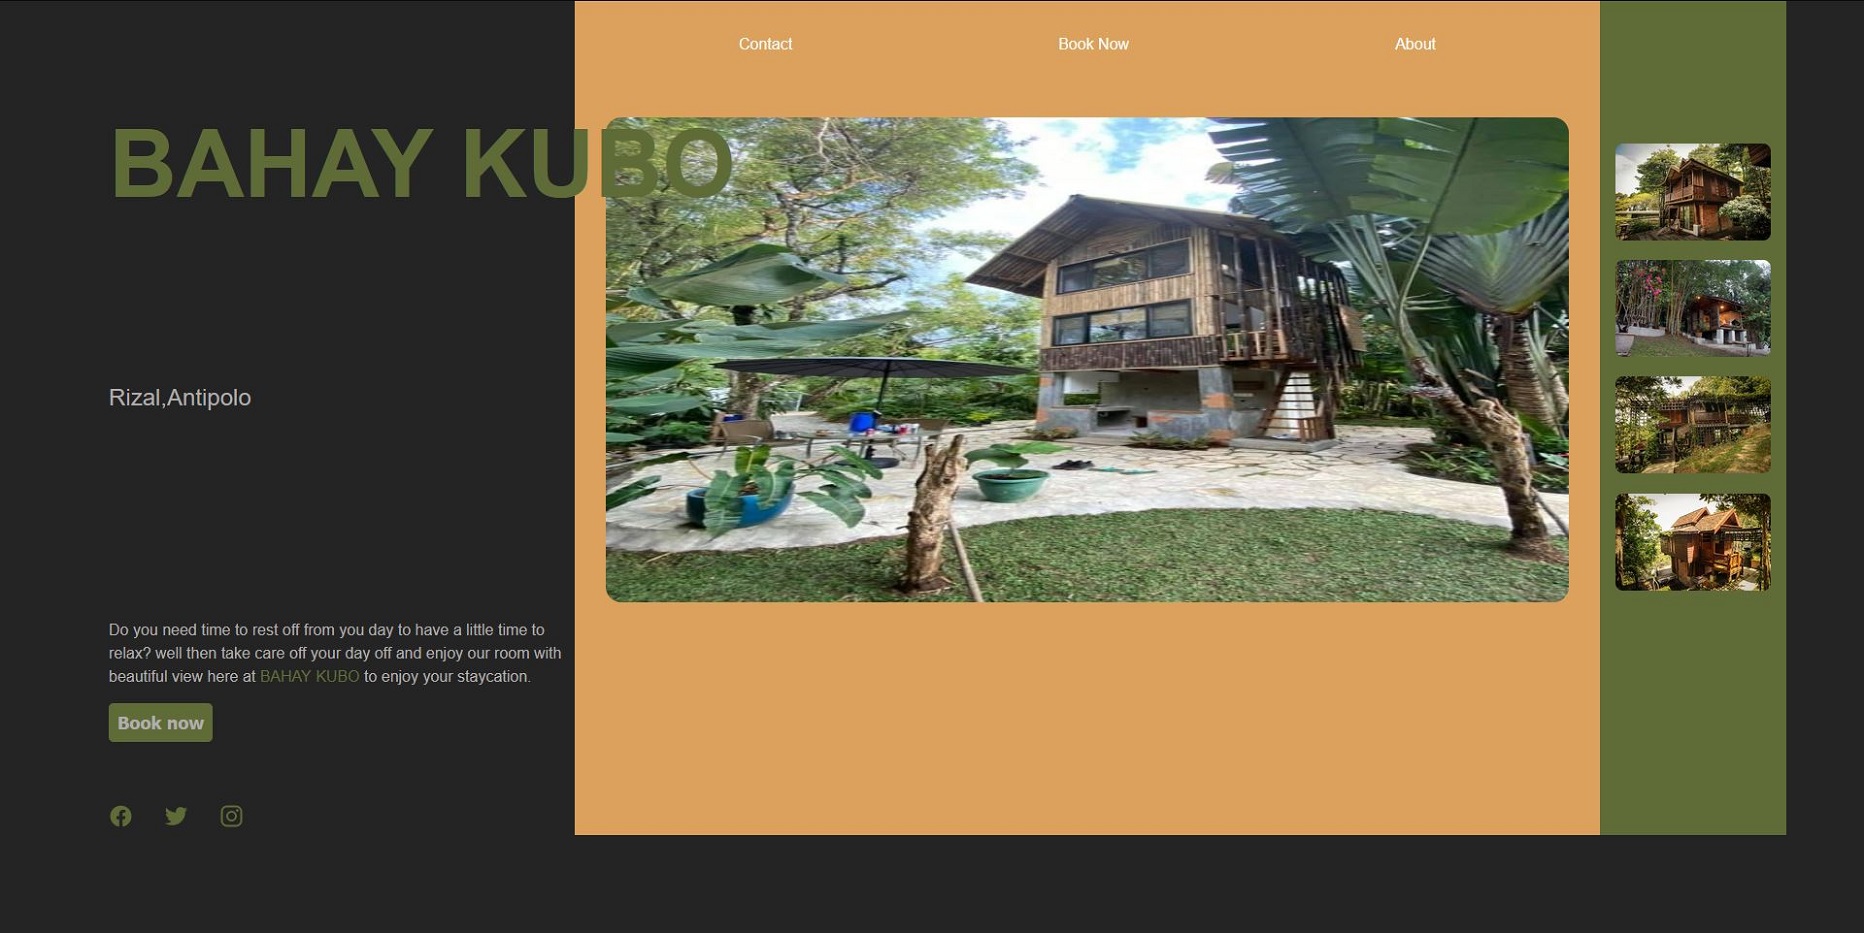 Contact
Book Now
About
BAHAY KUBO
Rizal,Antipolo
Do you need time to rest off from you day to have a little time to
relax? well then take care off your day off and enjoy our room with
beautiful view here at BAHAY KUBO to enjoy your staycation.
Book now